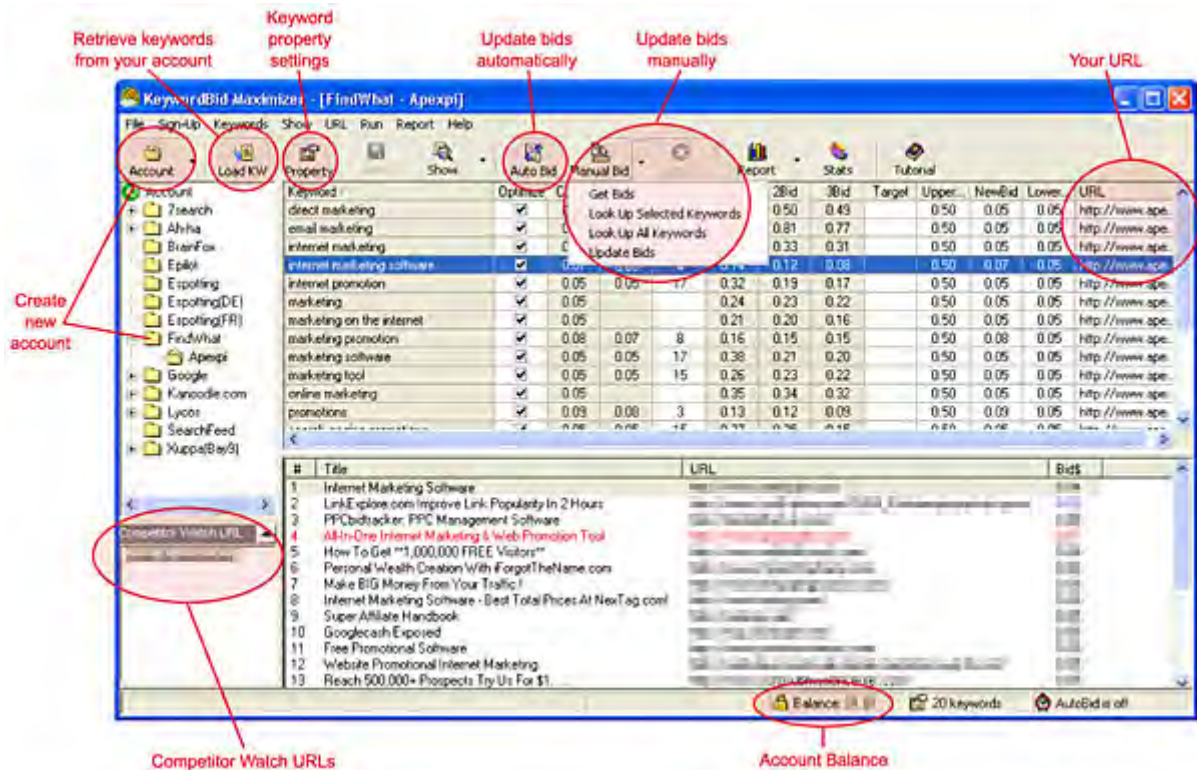 Keyword
property
settings
Retrieve keywords
from your account
Update bids
automatically
Update bids
manually
Your URL
KeywordBid Maximizer - [FindWhat - Apexpi]
File Sign-Up Keywords Show URL Run Report Help
Account Load KW Property Show Auto Bid Manual Bid Report Stats Tutorial
Get Bids
Look Up Selected Keywords
Look Up All Keywords
Update Bids
Account
7search
Ah-ha
BrainFox
Epilot
Espotting
Espotting(DE)
Espotting(FR)
FindWhat
Apexpi
Google
Kanoodle.com
Lycos
SearchFeed
Xuppa(Bay9)
Create
new
account
Keyword Optimize 2Bid 3Bid Target Upper... NewBid Lower... URL
direct marketing 0.50 0.49 0.50 0.05 0.05 http://www.ape...
email marketing 0.81 0.77 0.50 0.05 0.05 http://www.ape...
internet marketing 0.33 0.31 0.50 0.05 0.05 http://www.ape...
internet marketing software 0.12 0.08 0.50 0.07 0.05 http://www.ape...
internet promotion 0.05 0.05 17 0.32 0.19 0.17 0.50 0.05 0.05 http://www.ape...
marketing 0.05 0.24 0.23 0.22 0.50 0.05 0.05 http://www.ape...
marketing on the internet 0.05 0.21 0.20 0.16 0.50 0.05 0.05 http://www.ape...
marketing promotion 0.08 0.07 8 0.16 0.15 0.15 0.50 0.08 0.05 http://www.ape...
marketing software 0.05 0.05 17 0.38 0.21 0.20 0.50 0.05 0.05 http://www.ape...
marketing tool 0.05 0.05 15 0.26 0.23 0.22 0.50 0.05 0.05 http://www.ape...
online marketing 0.05 0.35 0.34 0.32 0.50 0.05 0.05 http://www.ape...
promotions 0.09 0.08 3 0.13 0.12 0.09 0.50 0.09 0.05 http://www.ape...
# Title URL Bid$
1 Internet Marketing Software
2 LinkExplore.com Improve Link Popularity In 2 Hours
3 PPCbidtracker: PPC Management Software
4 All-In-One Internet Marketing & Web Promotion Tool
5 How To Get **1,000,000 FREE Visitors**
6 Personal Wealth Creation With iForgotTheName.com
7 Make BIG Money From Your Traffic !
8 Internet Marketing Software - Best Total Prices At NexTag.com!
9 Super Affiliate Handbook
10 Googlecash Exposed
11 Free Promotional Software
12 Website Promotional Internet Marketing
13 Reach 500,000+ Prospects Try Us For $1.
Competitor Watch URL
Balance: 20 keywords AutoBid is off
Competitor Watch URLs
Account Balance